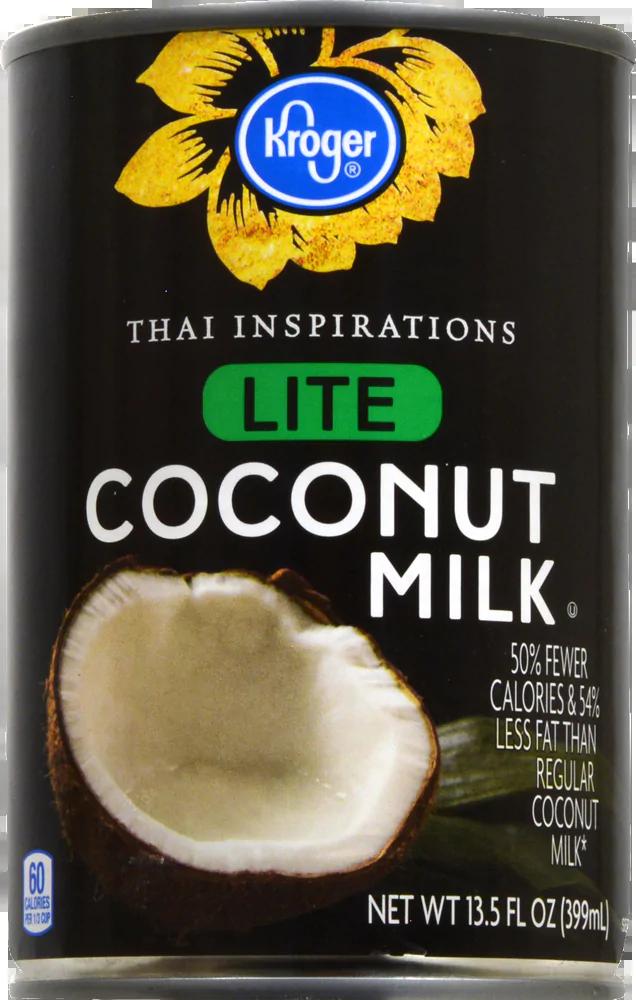 Kroger®
THAI INSPIRATIONS
LITE
COCONUT
MILK Ⓤ
50% FEWER
CALORIES & 54%
LESS FAT THAN
REGULAR
COCONUT
MILK*
60
CALORIES
PER 1/3 CUP
NET WT 13.5 FL OZ (399mL)